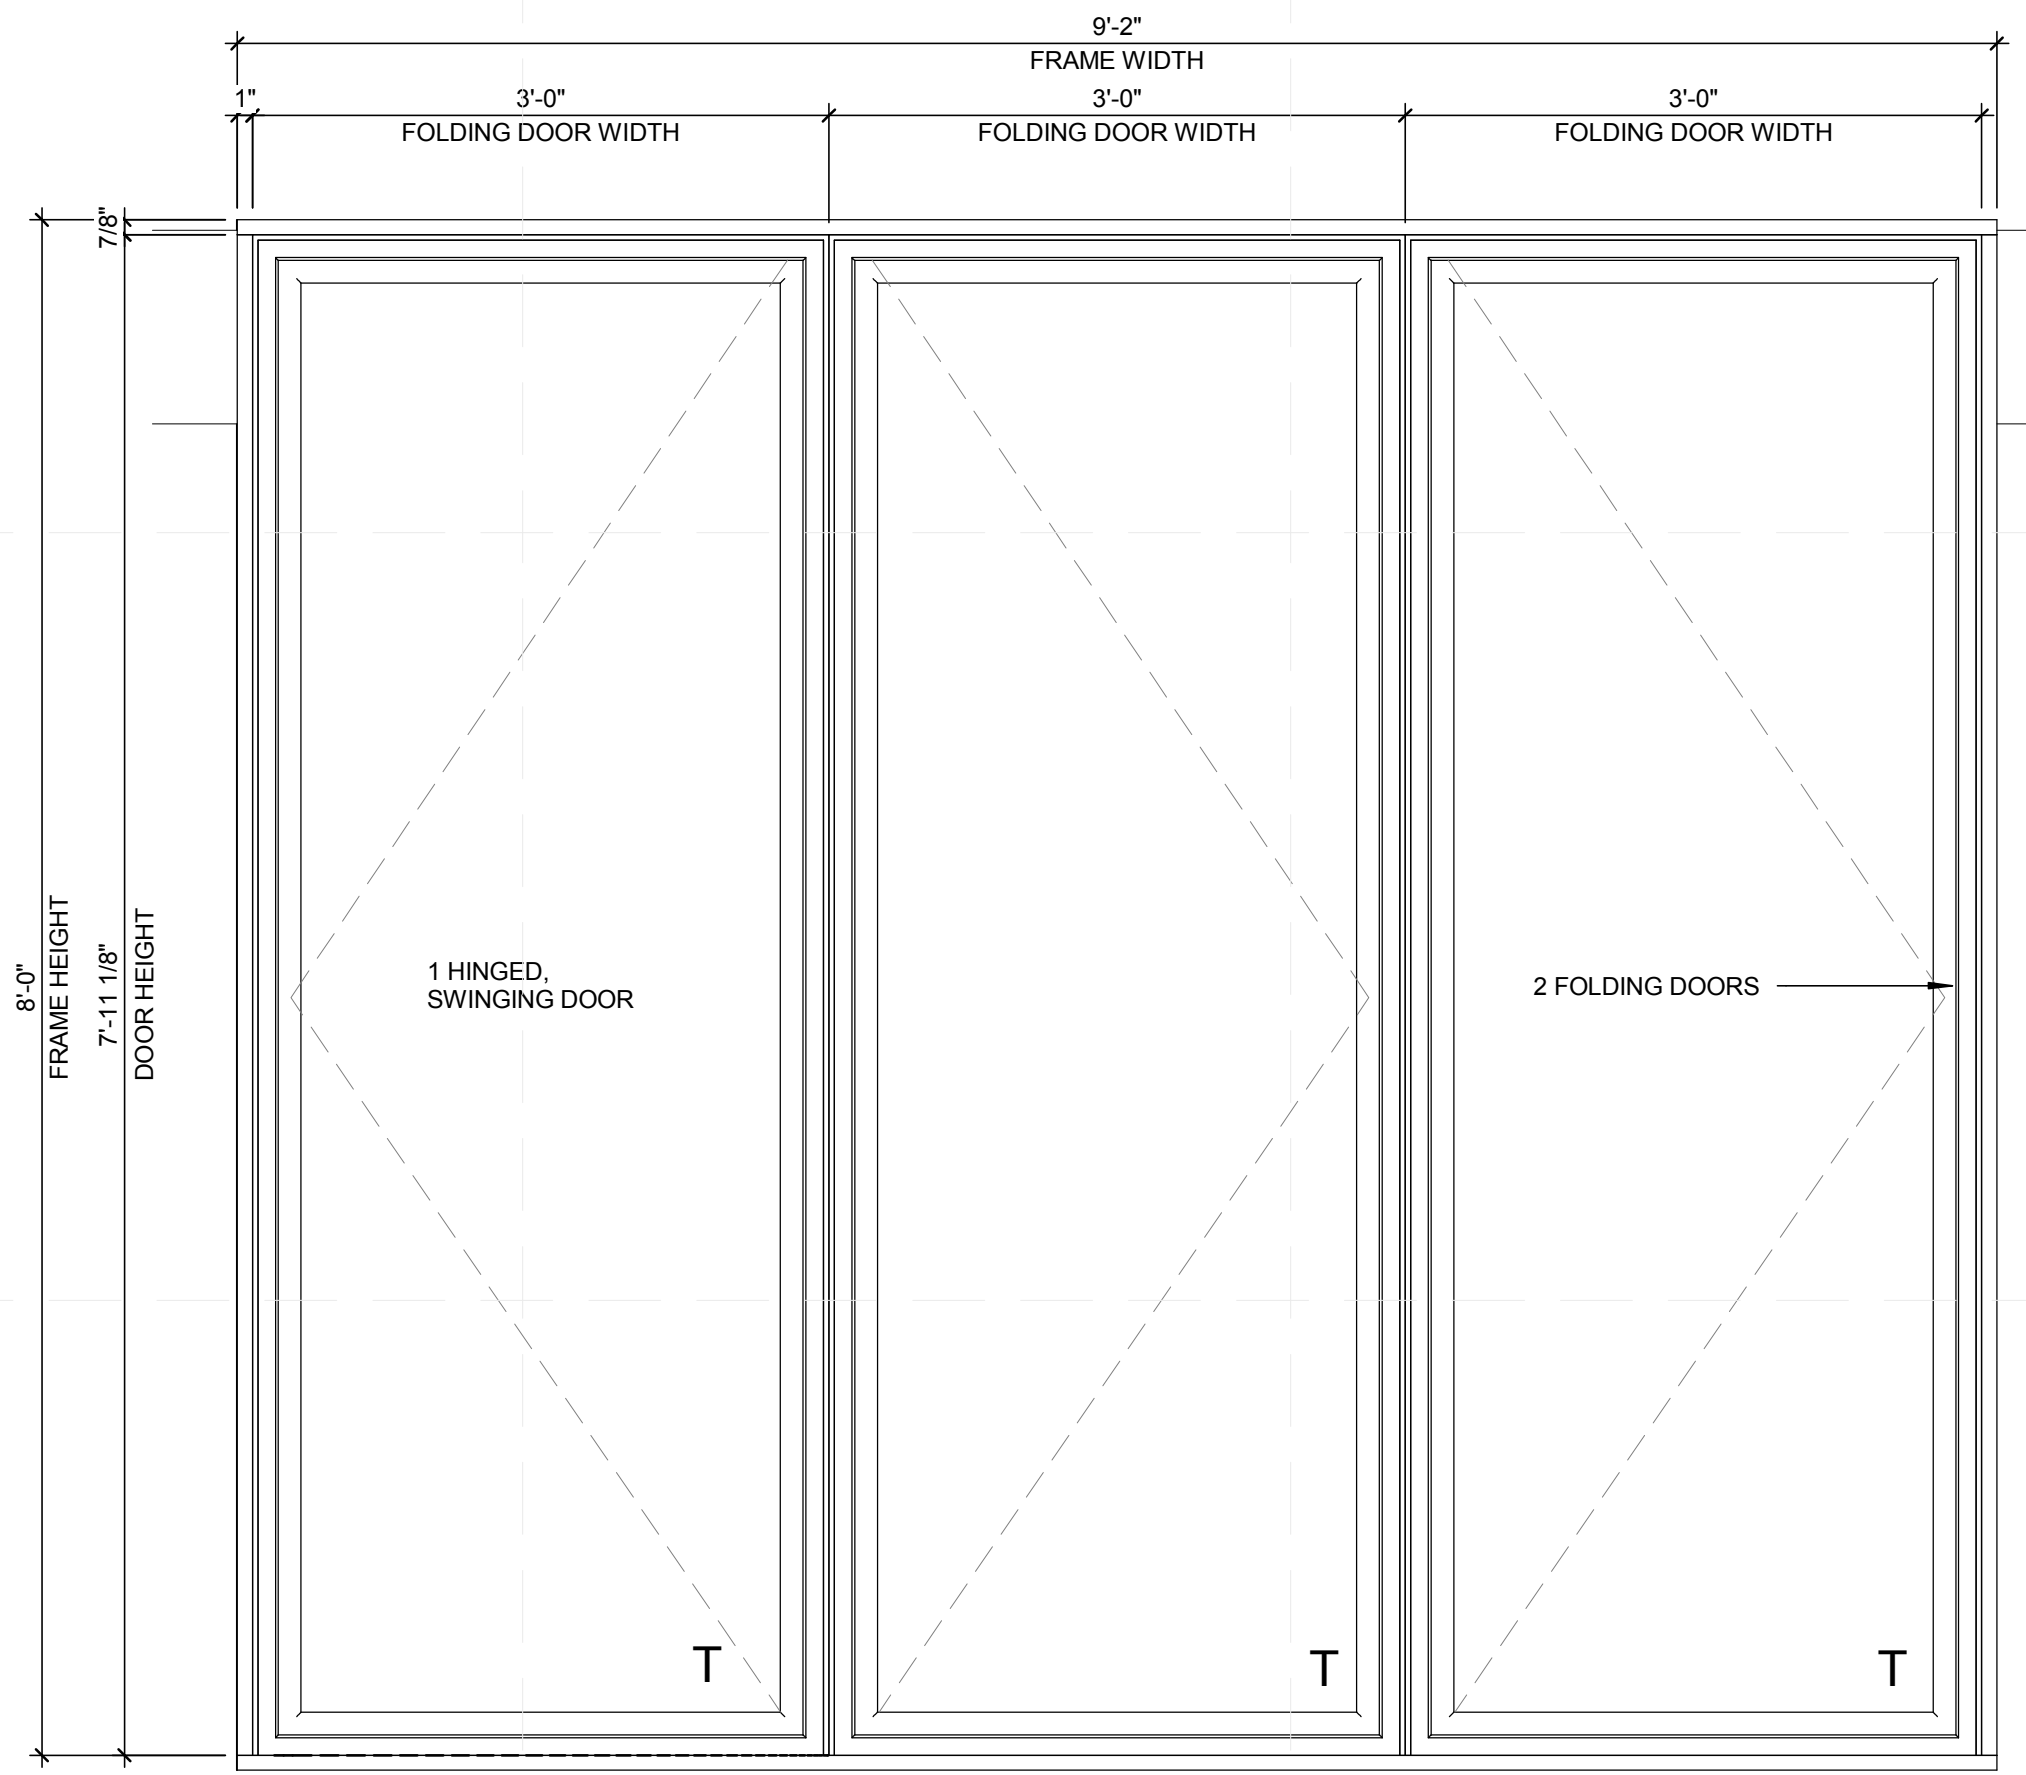 9'-2"
FRAME WIDTH
1"
3'-0"
3'-0"
3'-0"
FOLDING DOOR WIDTH
FOLDING DOOR WIDTH
FOLDING DOOR WIDTH
7/8"
8'-0"
FRAME HEIGHT
7'-11 1/8"
DOOR HEIGHT
1 HINGED,
SWINGING DOOR
2 FOLDING DOORS
T
T
T